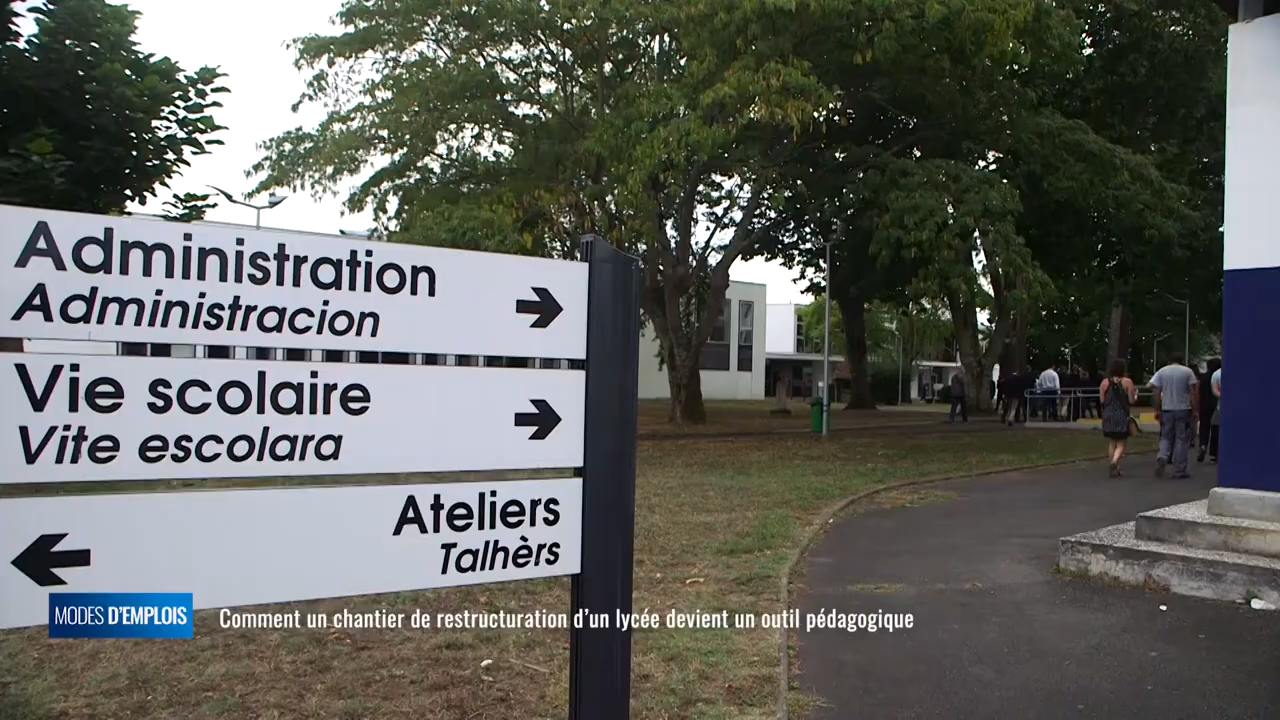 Administration
Administracion
Vie scolaire
Vite escolara
Ateliers
Talhèrs
MODES D'EMPLOIS
Comment un chantier de restructuration d'un lycée devient un outil pédagogique